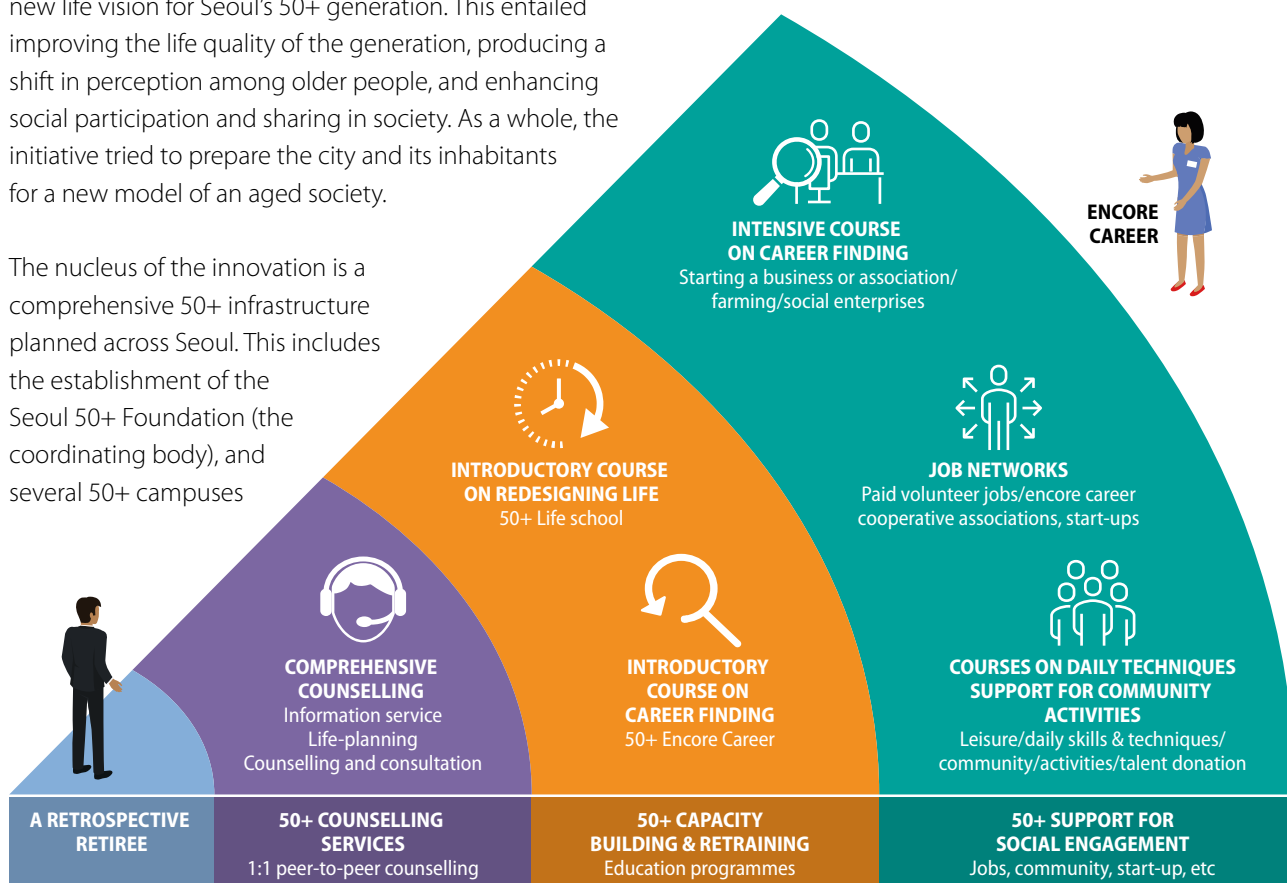 new life vision for Seoul’s 50+ generation. This entailed
improving the life quality of the generation, producing a
shift in perception among older people, and enhancing
social participation and sharing in society. As a whole, the
initiative tried to prepare the city and its inhabitants
for a new model of an aged society.
The nucleus of the innovation is a
comprehensive 50+ infrastructure
planned across Seoul. This includes
the establishment of the
Seoul 50+ Foundation (the
coordinating body), and
several 50+ campuses
ENCORE
CAREER
INTENSIVE COURSE
ON CAREER FINDING
Starting a business or association/
farming/social enterprises
JOB NETWORKS
Paid volunteer jobs/encore career
cooperative associations, start-ups
INTRODUCTORY COURSE
ON REDESIGNING LIFE
50+ Life school
COMPREHENSIVE
COUNSELLING
Information service
Life-planning
Counselling and consultation
INTRODUCTORY
COURSE ON
CAREER FINDING
50+ Encore Career
COURSES ON DAILY TECHNIQUES
SUPPORT FOR COMMUNITY
ACTIVITIES
Leisure/daily skills & techniques/
community/activities/talent donation
A RETROSPECTIVE
RETIREE
50+ COUNSELLING
SERVICES
1:1 peer-to-peer counselling
50+ CAPACITY
BUILDING & RETRAINING
Education programmes
50+ SUPPORT FOR
SOCIAL ENGAGEMENT
Jobs, community, start-up, etc